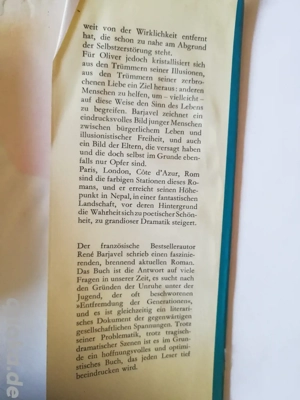 weit von der Wirklichkeit entfernt
hat, die schon zu nahe am Abgrund
der Selbstzerstörung steht.
Für Oliver jedoch kristallisiert sich
aus den Trümmern seiner Illusionen,
aus den Trümmern seiner zerbro-
chenen Liebe ein Ziel heraus: anderen
Menschen zu helfen, um – vielleicht –
auf diese Weise den Sinn des Lebens
zu begreifen. Barjavel zeichnet ein
eindrucksvolles Bild junger Menschen
zwischen bürgerlichem Leben und
illusionistischer Freiheit, und auch
ein Bild der Eltern, die versagt haben
und die doch selbst im Grunde eben-
falls nur Opfer sind.
Paris, London, Côte d'Azur, Rom
sind die farbigen Stationen dieses Ro-
mans, und er erreicht seinen Höhe-
punkt in Nepal, in einer fantastischen
Landschaft, vor deren Hintergrund
die Wahrheit sich zu poetischer Schön-
heit, zu grandioser Dramatik steigert.
Der französische Bestsellerautor
René Barjavel schrieb einen faszinie-
renden, brennend aktuellen Roman.
Das Buch ist die Antwort auf viele
Fragen in unserer Zeit, es sucht nach
den Gründen der Unruhe unter der
Jugend, der oft beschworenen
»Entfremdung der Generationen«,
und es ist gleichzeitig ein literari-
sches Dokument der gegenwärtigen
gesellschaftlichen Spannungen. Trotz
seiner Problematik, trotz tragisch-
dramatischer Szenen ist es im Grun-
de ein hoffnungsvolles und optimi-
stisches Buch, das jeden Leser tief
beeindrucken wird.
.de